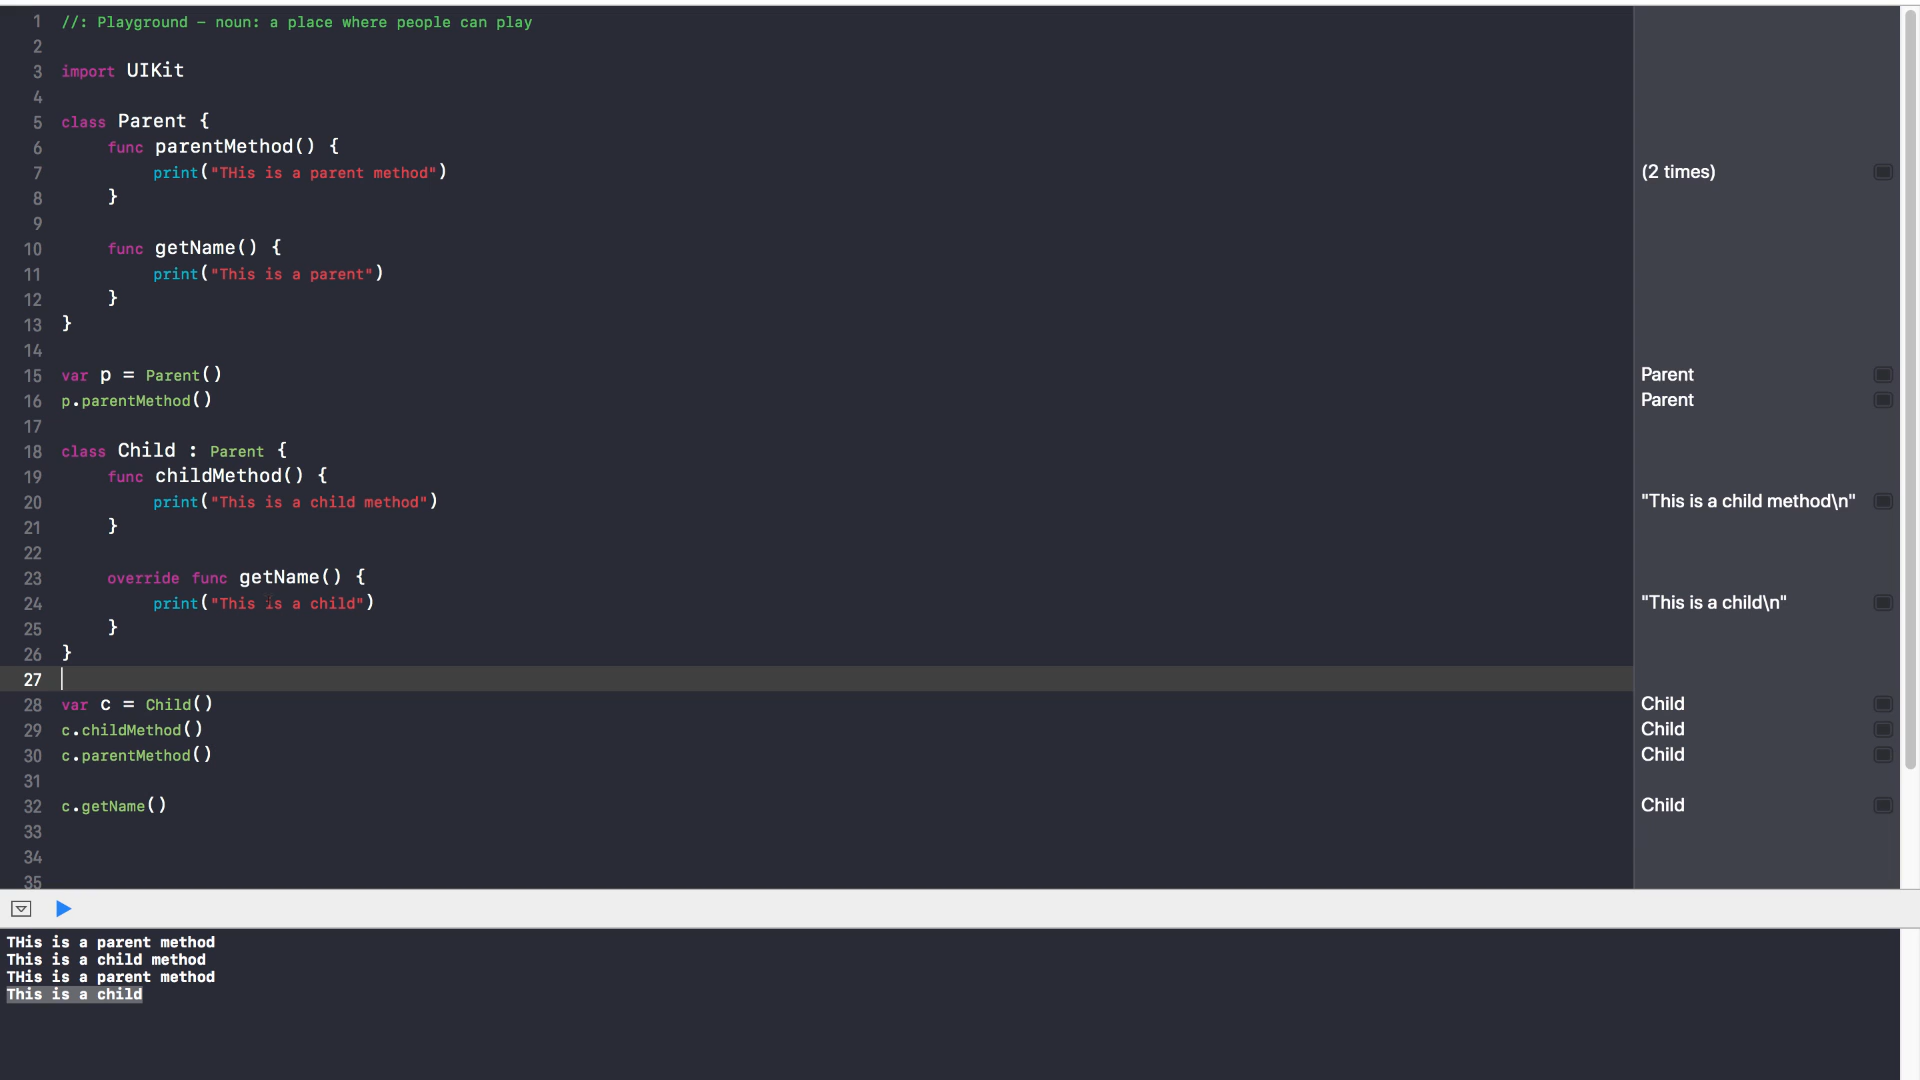 1 //: Playground – noun: a place where people can play
2
3 import UIKit
4
5 class Parent {
6 func parentMethod() {
7 print("THis is a parent method") (2 times)
8 }
9
10 func getName() {
11 print("This is a parent")
12 }
13 }
14
15 var p = Parent() Parent
16 p.parentMethod() Parent
17
18 class Child : Parent {
19 func childMethod() {
20 print("This is a child method") "This is a child method\n"
21 }
22
23 override func getName() {
24 print("This is a child") "This is a child\n"
25 }
26 }
27
28 var c = Child() Child
29 c.childMethod() Child
30 c.parentMethod() Child
31
32 c.getName() Child
33
34
35
THis is a parent method
This is a child method
THis is a parent method
This is a child